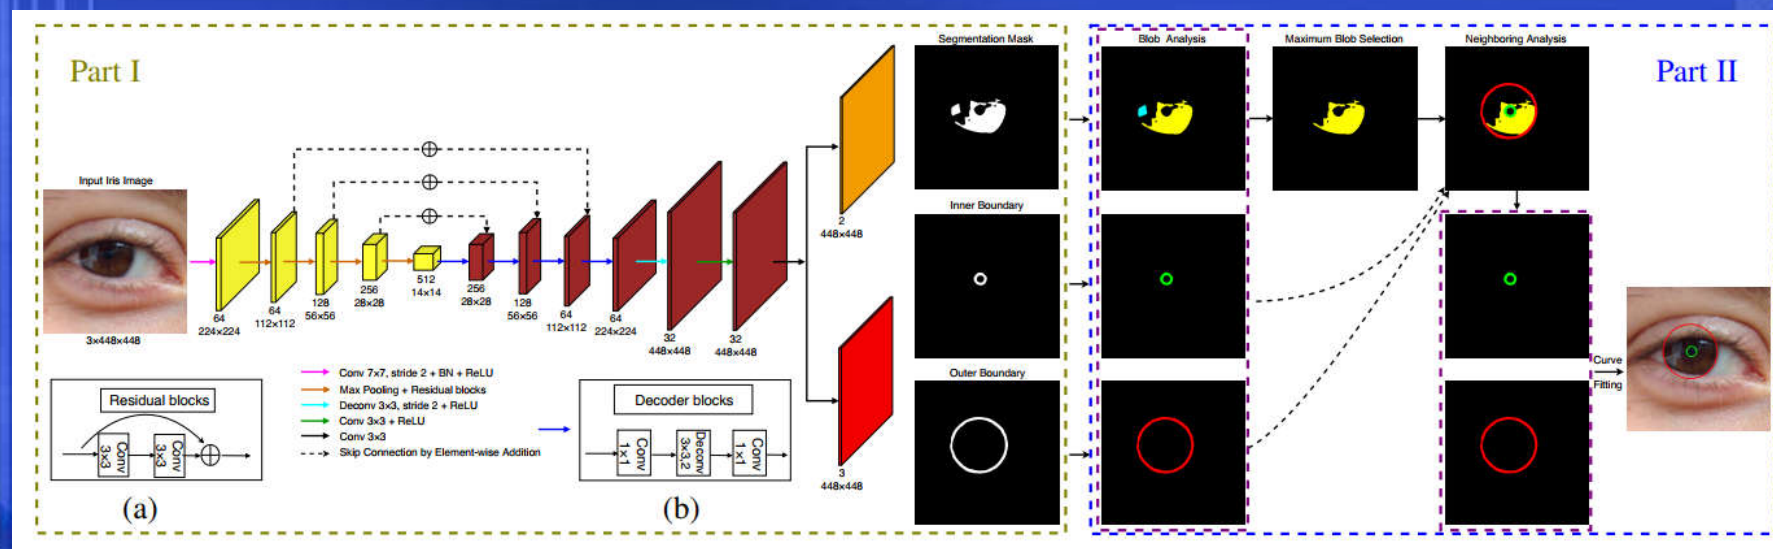 Part I
Input Iris Image
3×448×448
64
224×224
64
112×112
128
56×56
256
28×28
512
14×14
256
28×28
128
56×56
64
112×112
64
224×224
32
448×448
32
448×448
2
448×448
3
448×448
Residual blocks
Conv
3×3
Conv
3×3
(a)
Conv 7×7, stride 2 + BN + ReLU
Max Pooling + Residual blocks
Deconv 3×3, stride 2 + ReLU
Conv 3×3 + ReLU
Conv 3×3
Skip Connection by Element-wise Addition
Decoder blocks
Conv
1×1
Deconv
3×3,2
Conv
1×1
(b)
Segmentation Mask
Inner Boundary
Outer Boundary
Part II
Blob Analysis
Maximum Blob Selection
Neighboring Analysis
Curve
Fitting